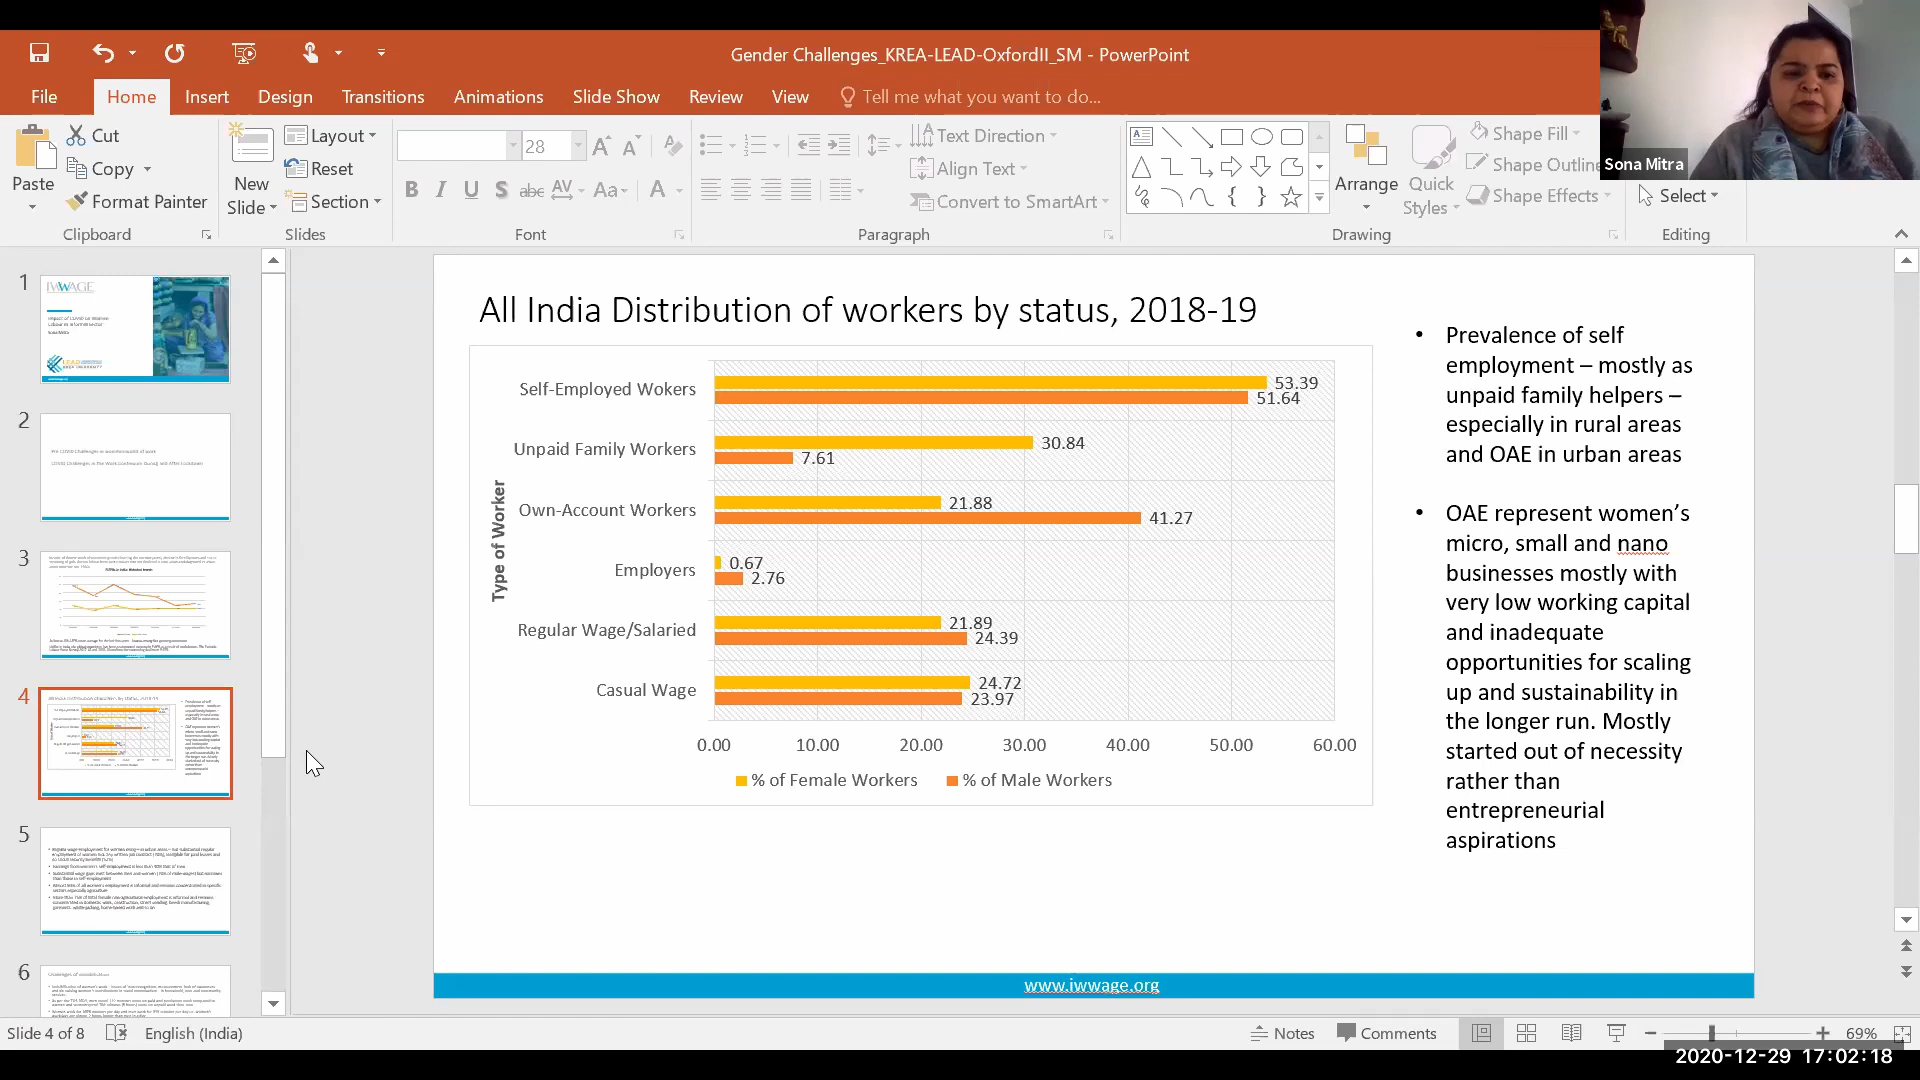 Gender Challenges_KREA-LEAD-OxfordII_SM - PowerPoint
File Home Insert Design Transitions Animations Slide Show Review View Tell me what you want to do...
Paste
Cut
Copy
Format Painter
Clipboard
New
Slide
Layout
Reset
Section
Slides
28
B I U S abc AV Aa A
Font
Text Direction
Align Text
Convert to SmartArt
Paragraph
Arrange
Quick
Styles
Shape Fill
Shape Outline
Shape Effects
Drawing
Select
Editing
Sona Mitra
1
IWWAGE
2
3
4
5
6
All India Distribution of workers by status, 2018-19
Type of Worker
Self-Employed Wokers 53.39
51.64
Unpaid Family Workers 30.84
7.61
Own-Account Workers 21.88
41.27
Employers 0.67
2.76
Regular Wage/Salaried 21.89
24.39
Casual Wage 24.72
23.97
0.00 10.00 20.00 30.00 40.00 50.00 60.00
% of Female Workers % of Male Workers
• Prevalence of self
employment – mostly as
unpaid family helpers –
especially in rural areas
and OAE in urban areas
• OAE represent women’s
micro, small and nano
businesses mostly with
very low working capital
and inadequate
opportunities for scaling
up and sustainability in
the longer run. Mostly
started out of necessity
rather than
entrepreneurial
aspirations
www.iwwage.org
Slide 4 of 8 English (India) Notes Comments 69%
2020-12-29 17:02:18